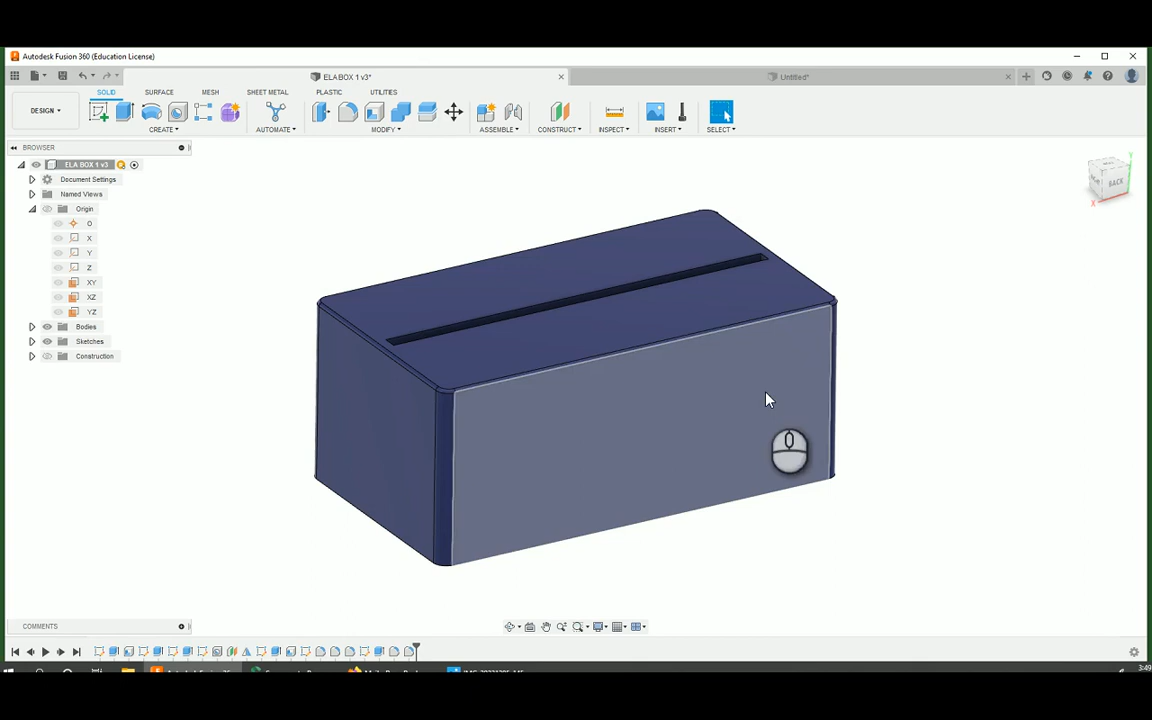 Autodesk Fusion 360 (Education License)
ELA BOX 1 v3*
Untitled*
DESIGN
SOLID
SURFACE
MESH
SHEET METAL
PLASTIC
UTILITIES
CREATE
AUTOMATE
MODIFY
ASSEMBLE
CONSTRUCT
INSPECT
INSERT
SELECT
BROWSER
ELA BOX 1 v3
Document Settings
Named Views
Origin
O
X
Y
Z
XY
XZ
YZ
Bodies
Sketches
Construction
BACK
X
Y
COMMENTS
3:49